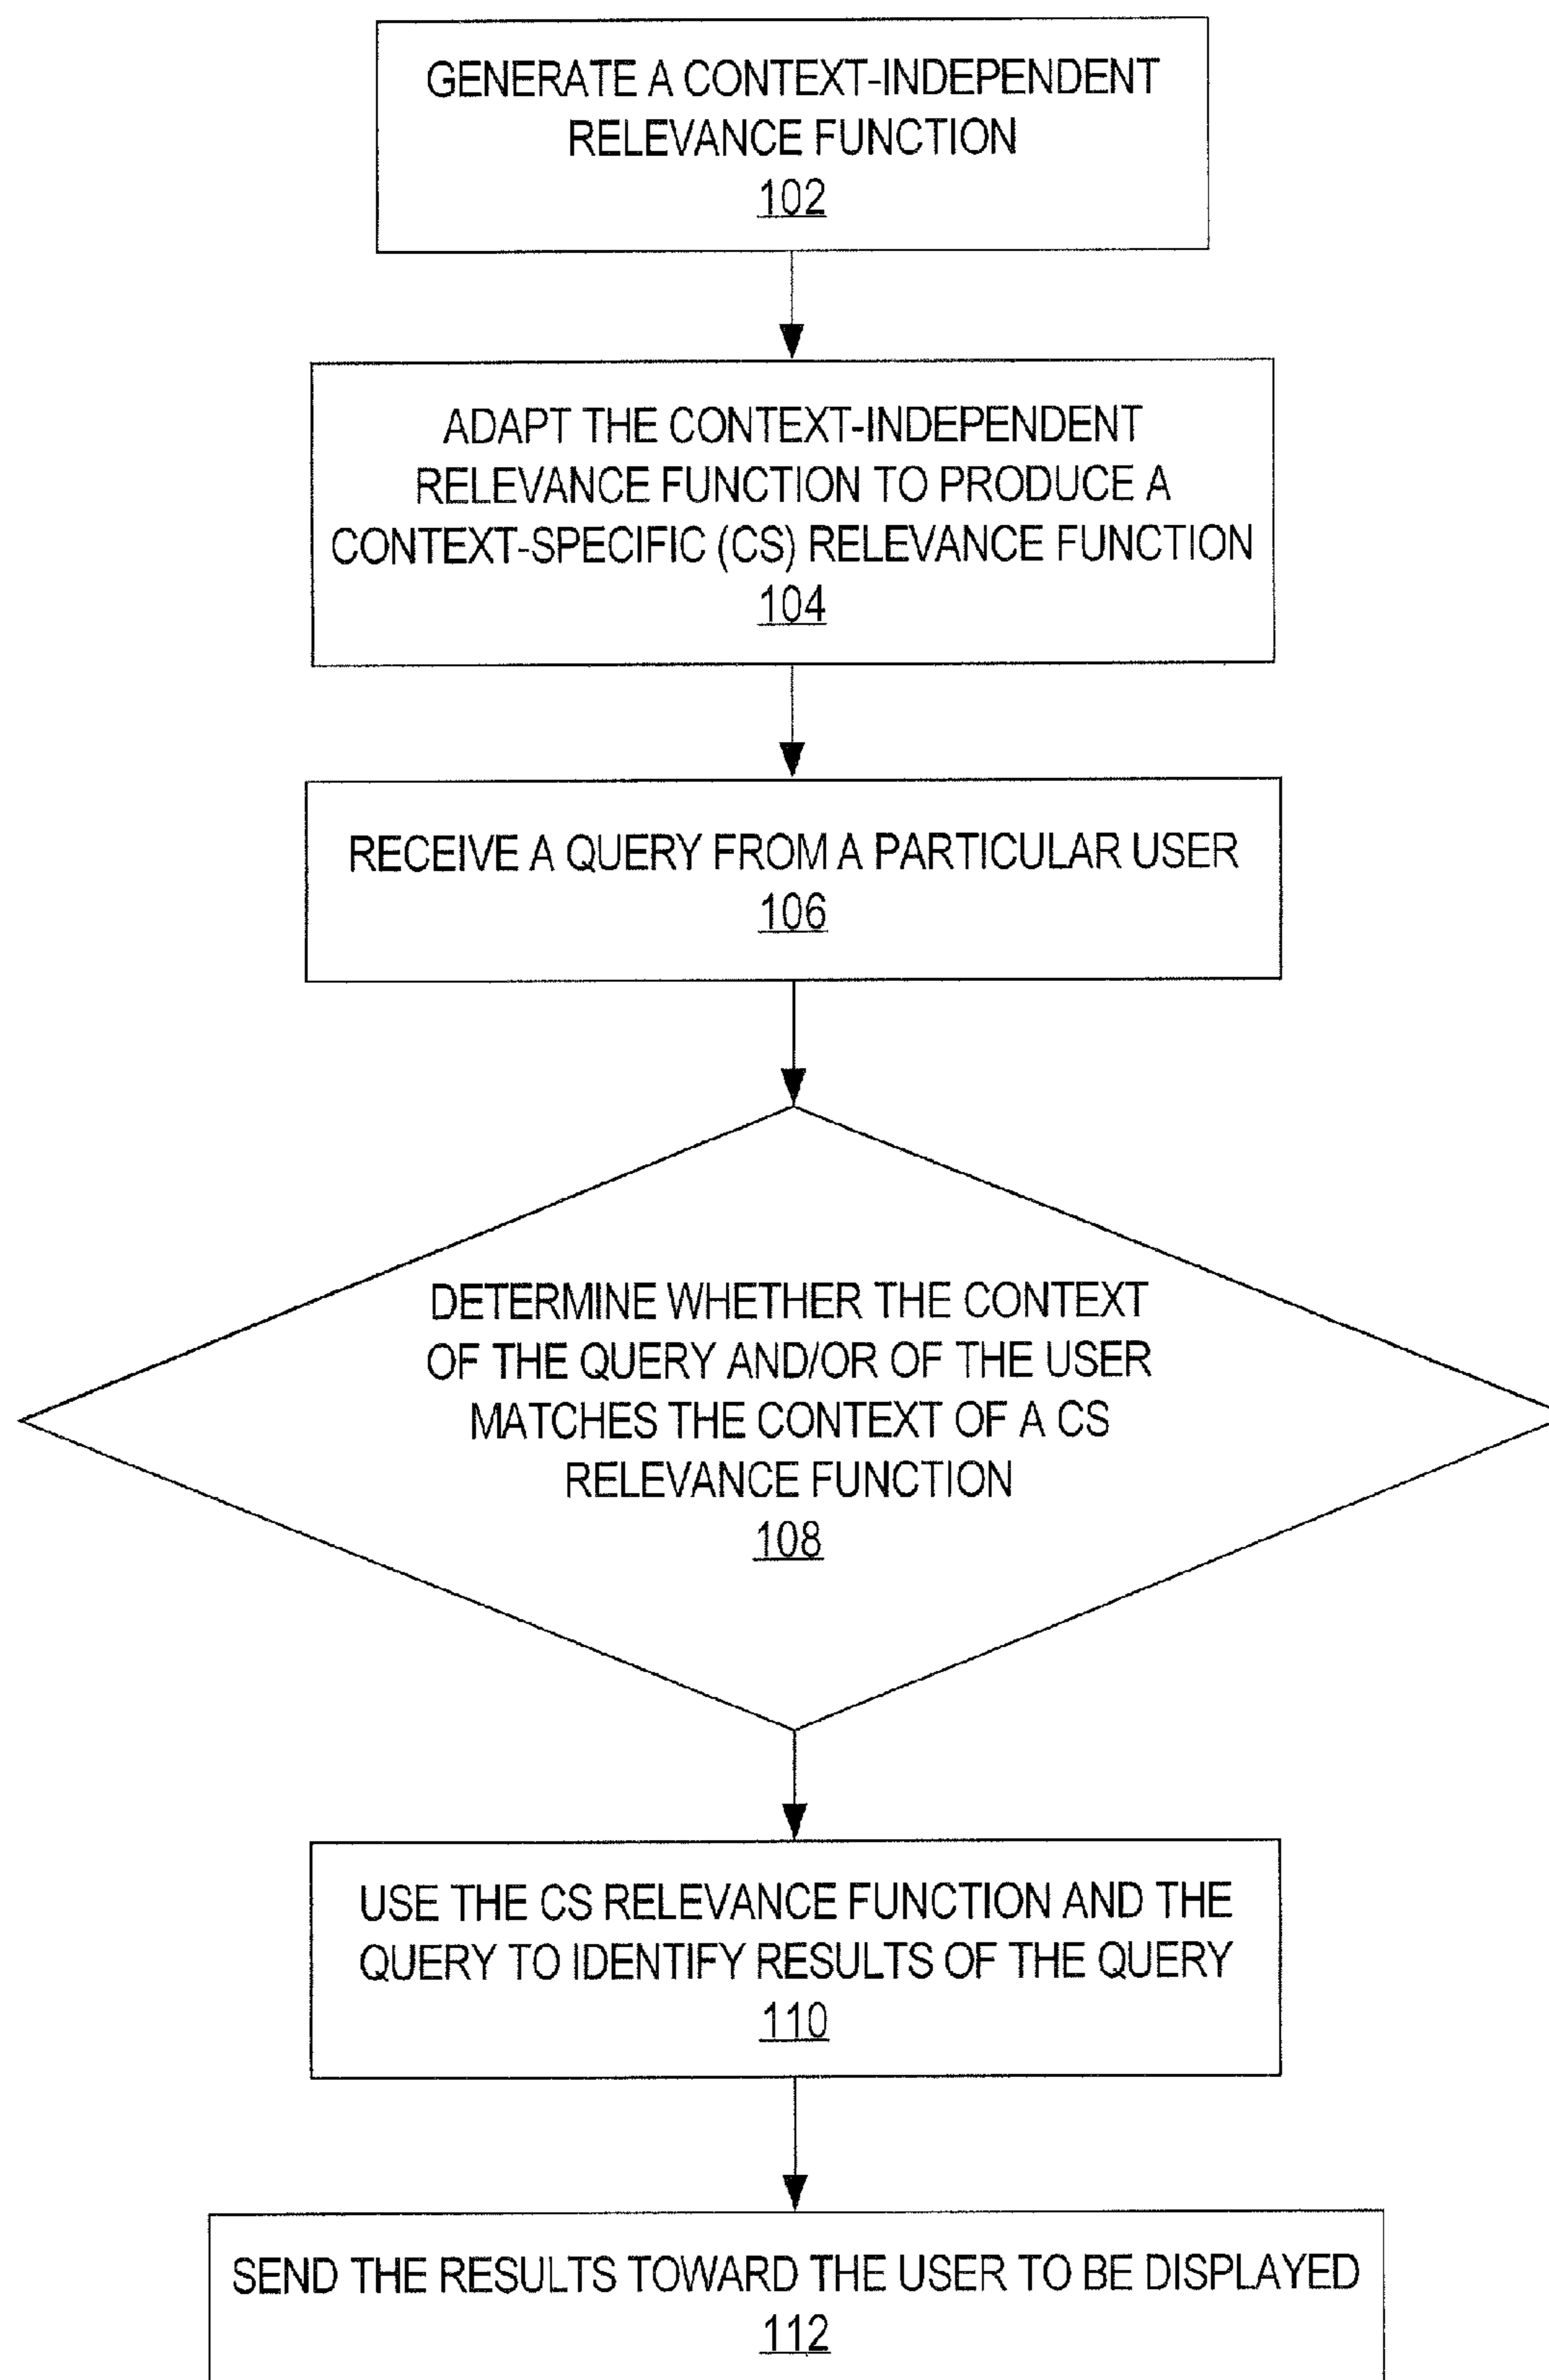 GENERATE A CONTEXT-INDEPENDENT
RELEVANCE FUNCTION
102
ADAPT THE CONTEXT-INDEPENDENT
RELEVANCE FUNCTION TO PRODUCE A
CONTEXT-SPECIFIC (CS) RELEVANCE FUNCTION
104
RECEIVE A QUERY FROM A PARTICULAR USER
106
DETERMINE WHETHER THE CONTEXT
OF THE QUERY AND/OR OF THE USER
MATCHES THE CONTEXT OF A CS
RELEVANCE FUNCTION
108
USE THE CS RELEVANCE FUNCTION AND THE
QUERY TO IDENTIFY RESULTS OF THE QUERY
110
SEND THE RESULTS TOWARD THE USER TO BE DISPLAYED
112